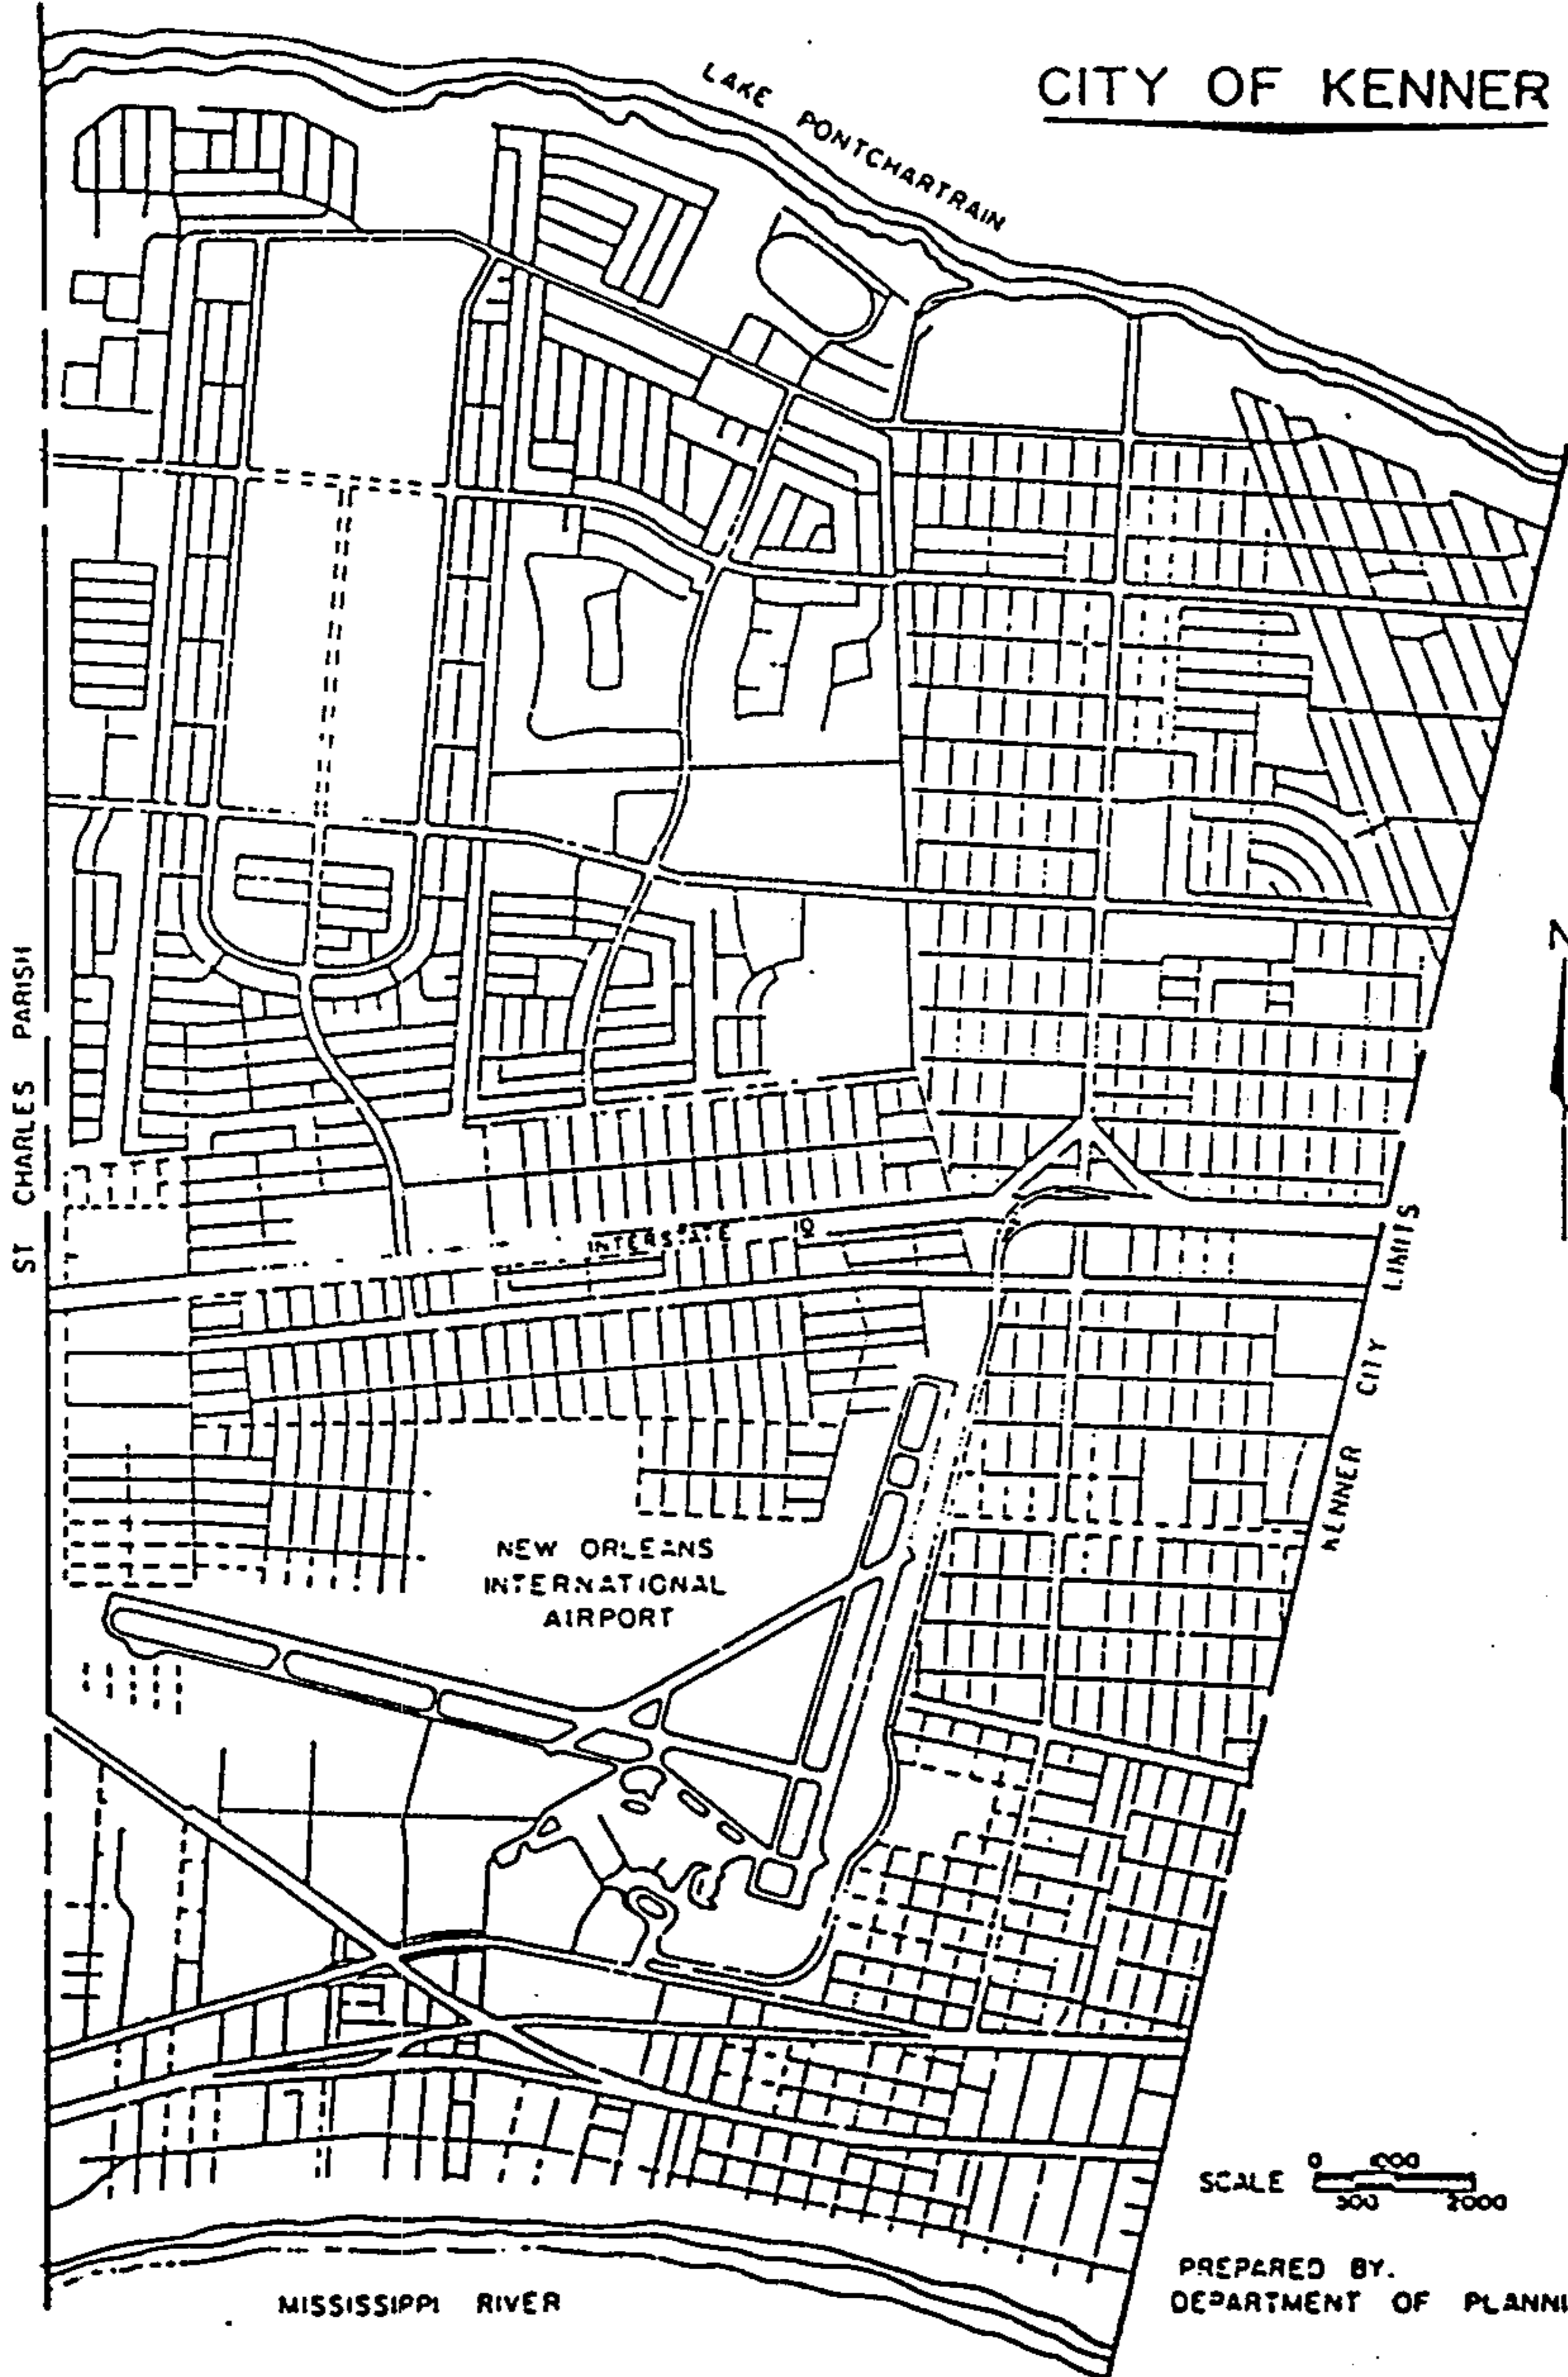 CITY OF KENNER
LAKE PONTCHARTRAIN
N
ST CHARLES PARISH
INTERSTATE 10
KENNER CITY LIMITS
NEW ORLEANS
INTERNATIONAL
AIRPORT
SCALE
0
2000
PREPARED BY.
DEPARTMENT OF PLANNI
MISSISSIPPI RIVER